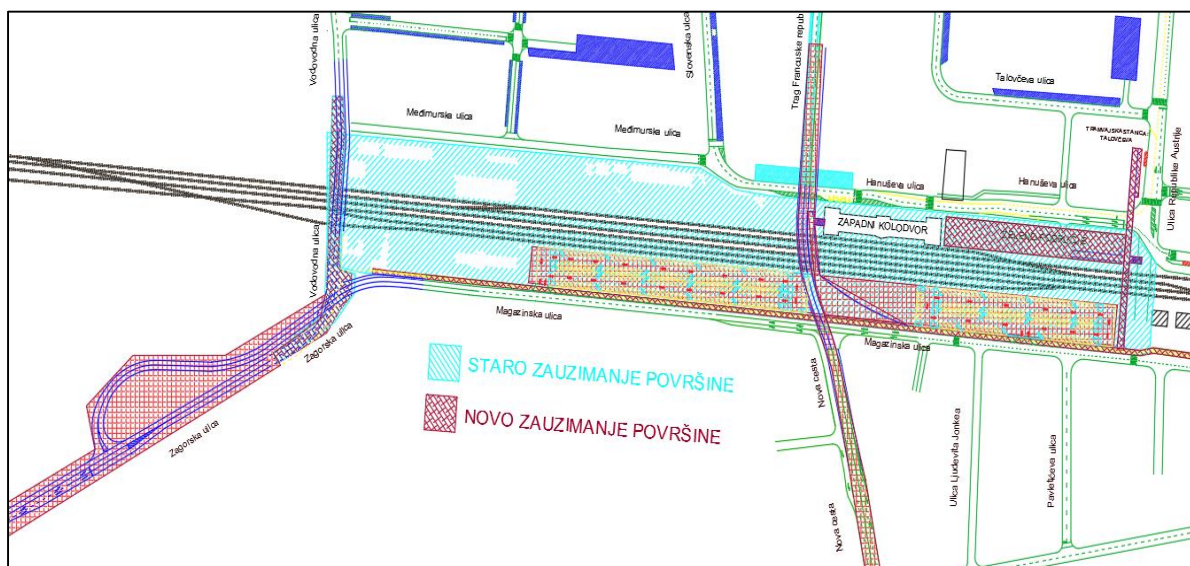 Vodovodna ulica
Slovenska ulica
Trag Francuske republ
Talovčeva ulica
Međimurska ulica
Međimurska ulica
TRAMVAJSKA STANICA
TALOVČEVA
Ulica Republike Austrije
Hanuševa ulica
Hanuševa ulica
ZAPADNI KOLODVOR
Vodovodna ulica
Magazinska ulica
Magazinska ulica
Zagorska ulica
STARO ZAUZIMANJE POVRŠINE
NOVO ZAUZIMANJE POVRŠINE
Nova cesta
Zagorska ulica
Ulica Ljudevita Jonkea
Pavletićeva ulica
Nova cesta